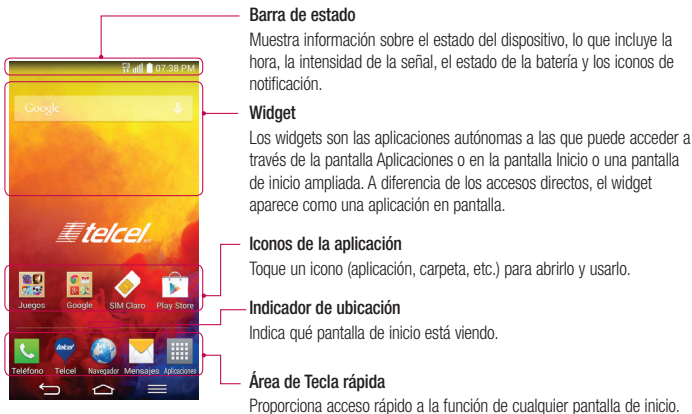 Barra de estado
Muestra información sobre el estado del dispositivo, lo que incluye la
hora, la intensidad de la señal, el estado de la batería y los iconos de
notificación.
07:38 PM
Google
Widget
Los widgets son las aplicaciones autónomas a las que puede acceder a
través de la pantalla Aplicaciones o en la pantalla Inicio o una pantalla
de inicio ampliada. A diferencia de los accesos directos, el widget
aparece como una aplicación en pantalla.
telcel
Iconos de la aplicación
Toque un icono (aplicación, carpeta, etc.) para abrirlo y usarlo.
Juegos Google SIM Claro Play Store
Indicador de ubicación
Indica qué pantalla de inicio está viendo.
telcel
Teléfono Telcel Navegador Mensajes Aplicaciones
Área de Tecla rápida
Proporciona acceso rápido a la función de cualquier pantalla de inicio.